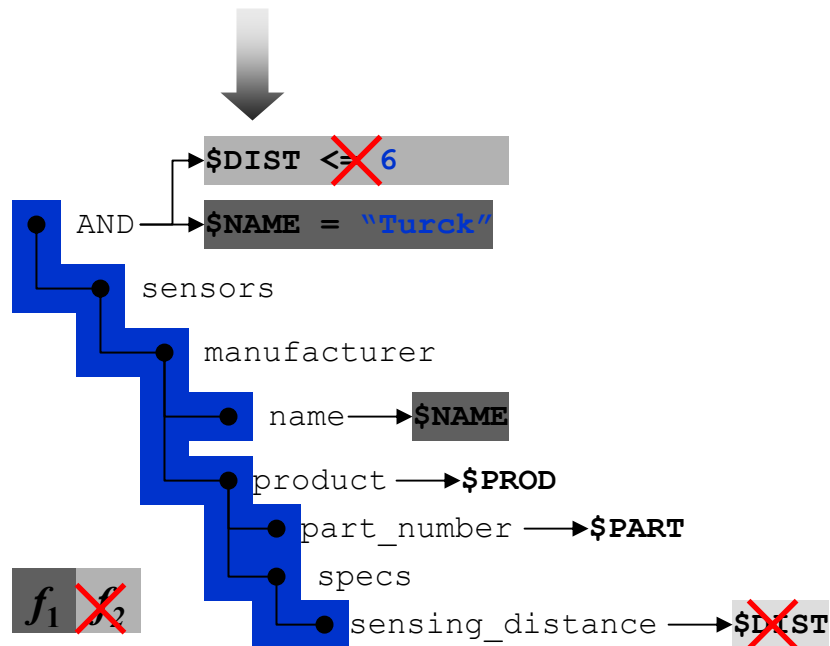 $DIST <= 6
AND $NAME = “Turck”
sensors
manufacturer
name $NAME
product $PROD
part_number $PART
specs
f1 f2
sensing_distance $DIST